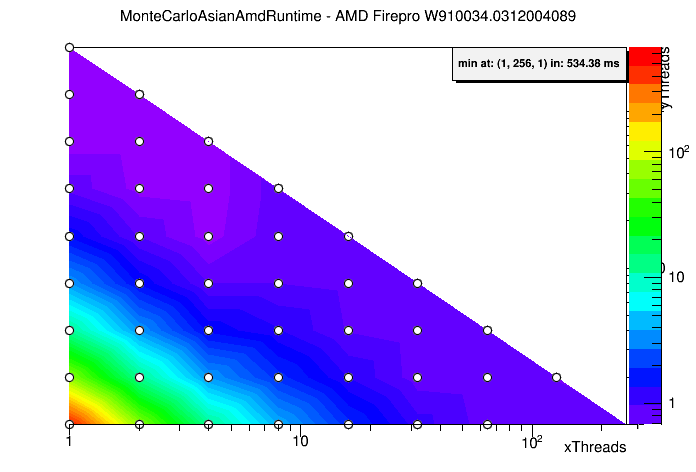 MonteCarloAsianAmdRuntime - AMD Firepro W910034.0312004089
min at: (1, 256, 1) in: 534.38 ms
yThreads
10²
10
1
1
10
10²
xThreads